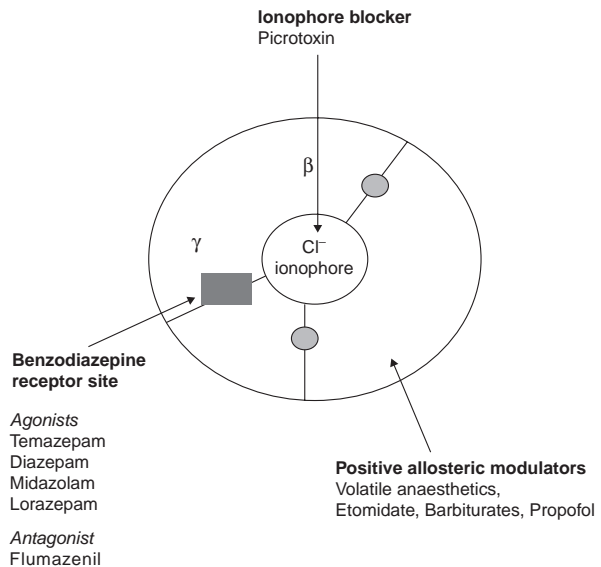 Ionophore blocker
Picrotoxin
β
γ
Cl⁻
ionophore
Benzodiazepine
receptor site
Agonists
Temazepam
Diazepam
Midazolam
Lorazepam
Antagonist
Flumazenil
Positive allosteric modulators
Volatile anaesthetics,
Etomidate, Barbiturates, Propofol